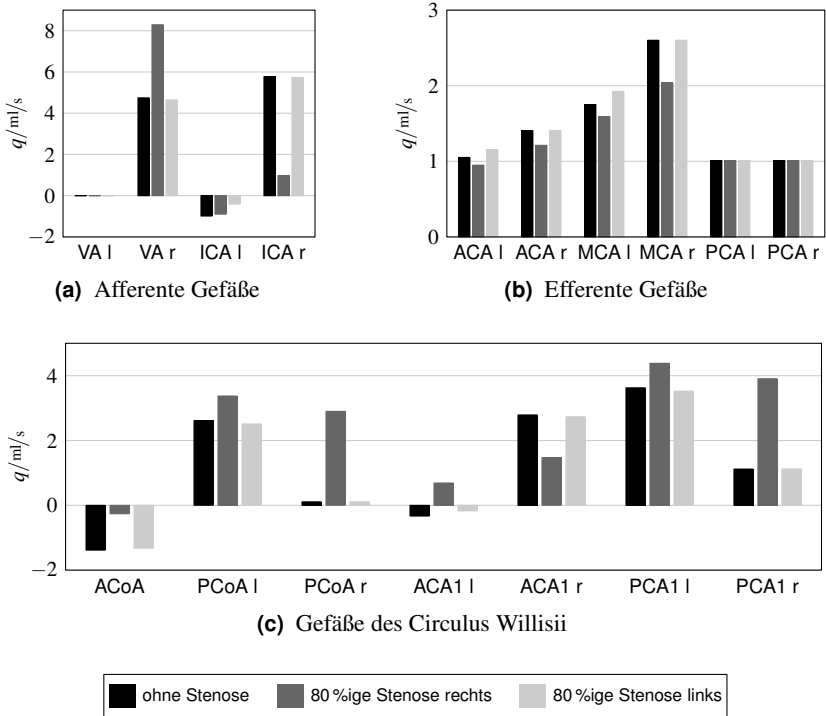 8
6
4
2
0
−2
q/ml/s
VA l VA r ICA l ICA r
(a) Afferente Gefäße
3
2
1
0
q/ml/s
ACA l ACA r MCA l MCA r PCA l PCA r
(b) Efferente Gefäße
4
2
0
−2
q/ml/s
ACoA PCoA l PCoA r ACA1 l ACA1 r PCA1 l PCA1 r
(c) Gefäße des Circulus Willisii
ohne Stenose 80 %ige Stenose rechts 80 %ige Stenose links